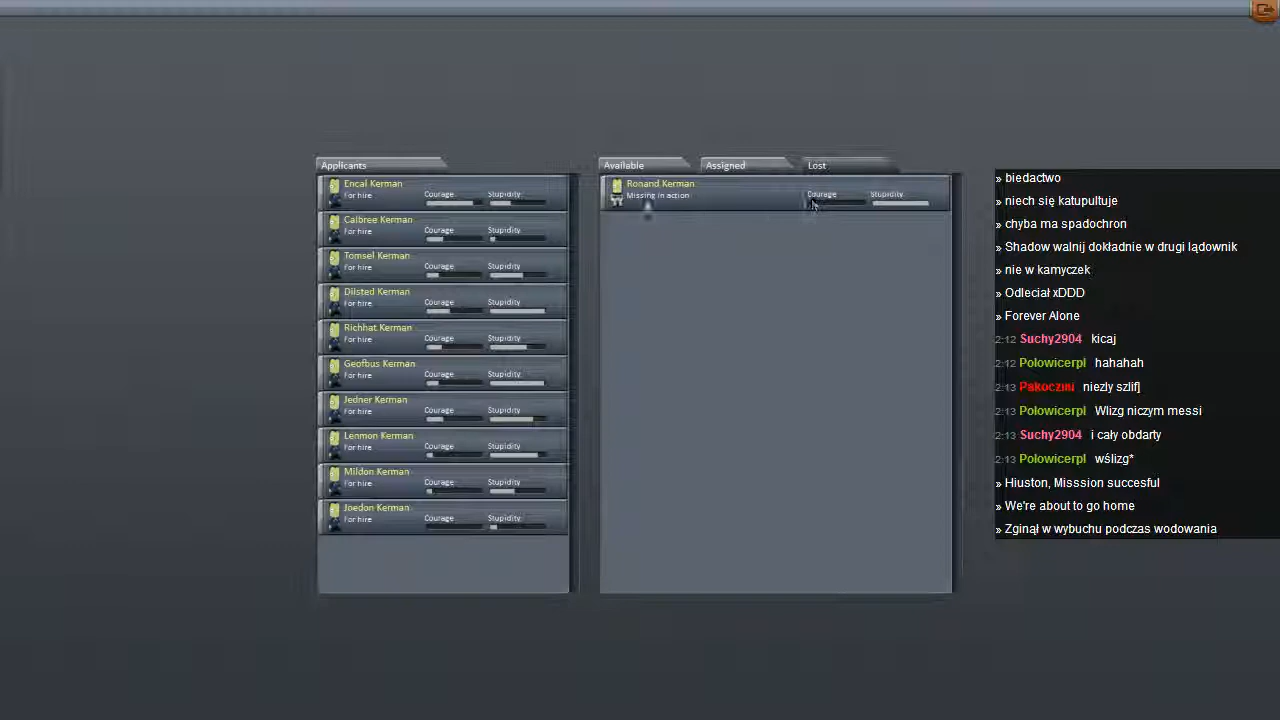 Applicants
Encal Kerman
For hire
Courage Stupidity
Calbree Kerman
For hire
Courage Stupidity
Tomsel Kerman
For hire
Courage Stupidity
Dilsted Kerman
For hire
Courage Stupidity
Richhat Kerman
For hire
Courage Stupidity
Geofbus Kerman
For hire
Courage Stupidity
Jedner Kerman
For hire
Courage Stupidity
Lenmon Kerman
For hire
Courage Stupidity
Mildon Kerman
For hire
Courage Stupidity
Joedon Kerman
For hire
Courage Stupidity
Available Assigned Lost
Ronand Kerman
Missing in action
Courage Stupidity
» biedactwo
» niech się katupultuje
» chyba ma spadochron
» Shadow walnij dokładnie w drugi lądownik
» nie w kamyczek
» Odleciał xDDD
» Forever Alone
2:12 Suchy2904 kicaj
2:12 Polowicerpl hahahah
2:13 Pakoczini niezly szlifj
2:13 Polowicerpl Wlizg niczym messi
2:13 Suchy2904 i cały obdarty
2:13 Polowicerpl wślizg*
» Hiuston, Misssion succesful
» We're about to go home
» Zginął w wybuchu podczas wodowania